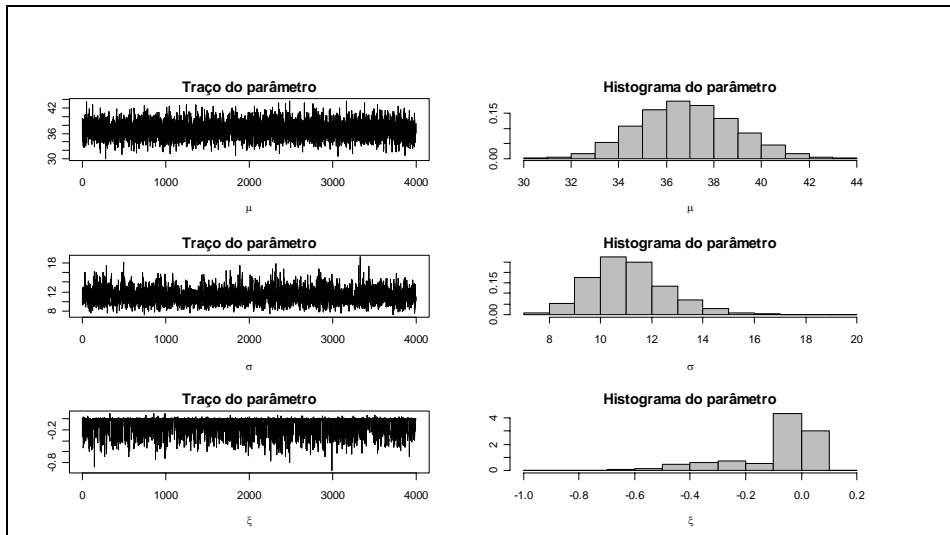 Traço do parâmetro
30 36 42
0 1000 2000 3000 4000
μ
Histograma do parâmetro
0.00 0.15
30 32 34 36 38 40 42 44
μ
Traço do parâmetro
8 12 18
0 1000 2000 3000 4000
σ
Histograma do parâmetro
0.00 0.15
8 10 12 14 16 18 20
σ
Traço do parâmetro
-0.8 -0.2
0 1000 2000 3000 4000
ξ
Histograma do parâmetro
0 2 4
-1.0 -0.8 -0.6 -0.4 -0.2 0.0 0.2
ξ